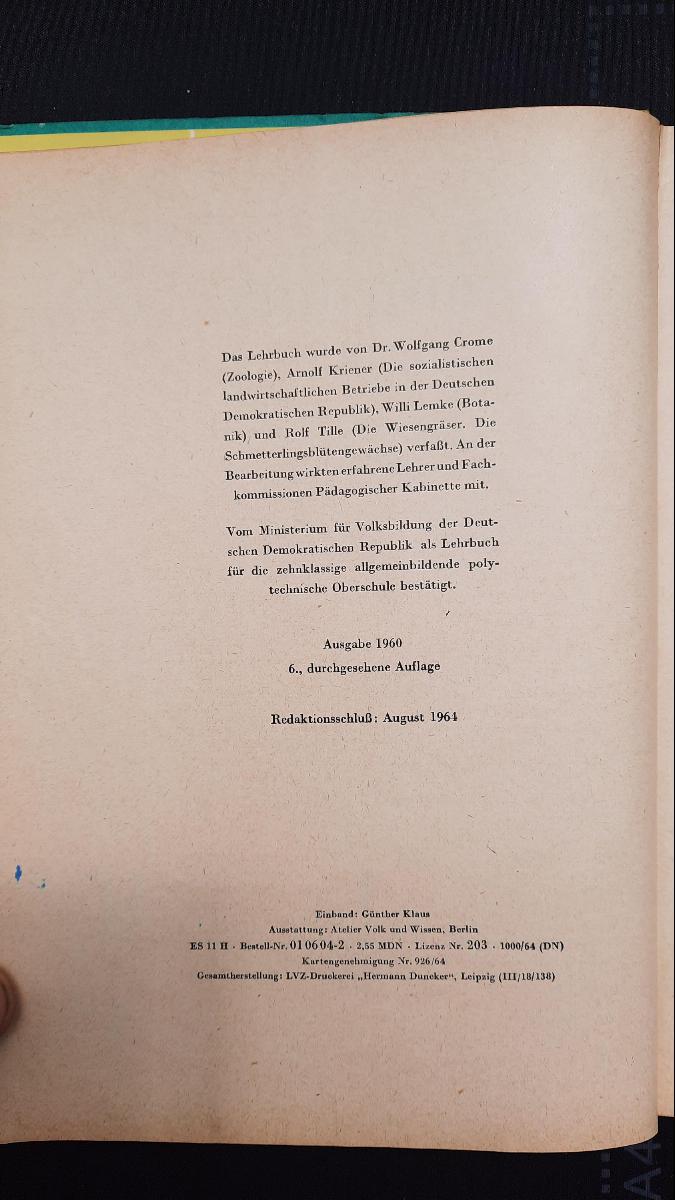 Das Lehrbuch wurde von Dr. Wolfgang Crome
(Zoologie), Arnolf Kriener (Die sozialistischen
landwirtschaftlichen Betriebe in der Deutschen
Demokratischen Republik), Willi Lemke (Bota-
nik) und Rolf Tille (Die Wiesengräser. Die
Schmetterlingsblütengewächse) verfaßt. An der
Bearbeitung wirkten erfahrene Lehrer und Fach-
kommissionen Pädagogischer Kabinette mit.
Vom Ministerium für Volksbildung der Deut-
schen Demokratischen Republik als Lehrbuch
für die zehnklassige allgemeinbildende poly-
technische Oberschule bestätigt.
Ausgabe 1960
6., durchgesehene Auflage
Redaktionsschluß: August 1964
Einband: Günther Klaus
Ausstattung: Atelier Volk und Wissen, Berlin
ES 11 H · Bestell-Nr. 010604-2 · 2,55 MDN · Lizenz Nr. 203 · 1000/64 (DN)
Kartengenehmigung Nr. 926/64
Gesamtherstellung: LVZ-Druckerei „Hermann Duncker“, Leipzig (III/18/138)
A4